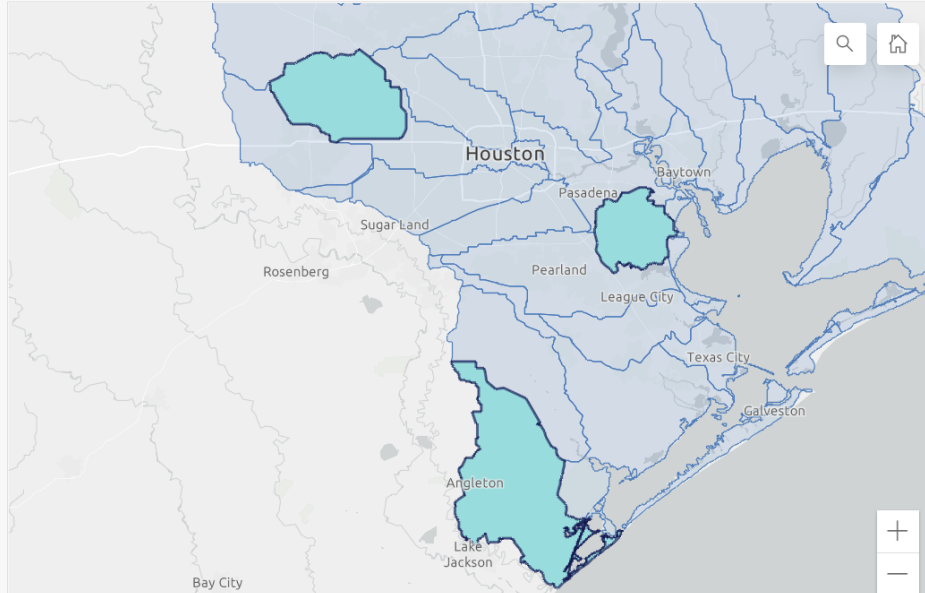 Houston
Baytown
Pasadena
Sugar Land
Rosenberg
Pearland
League City
Texas City
Galveston
Angleton
Lake
Jackson
Bay City